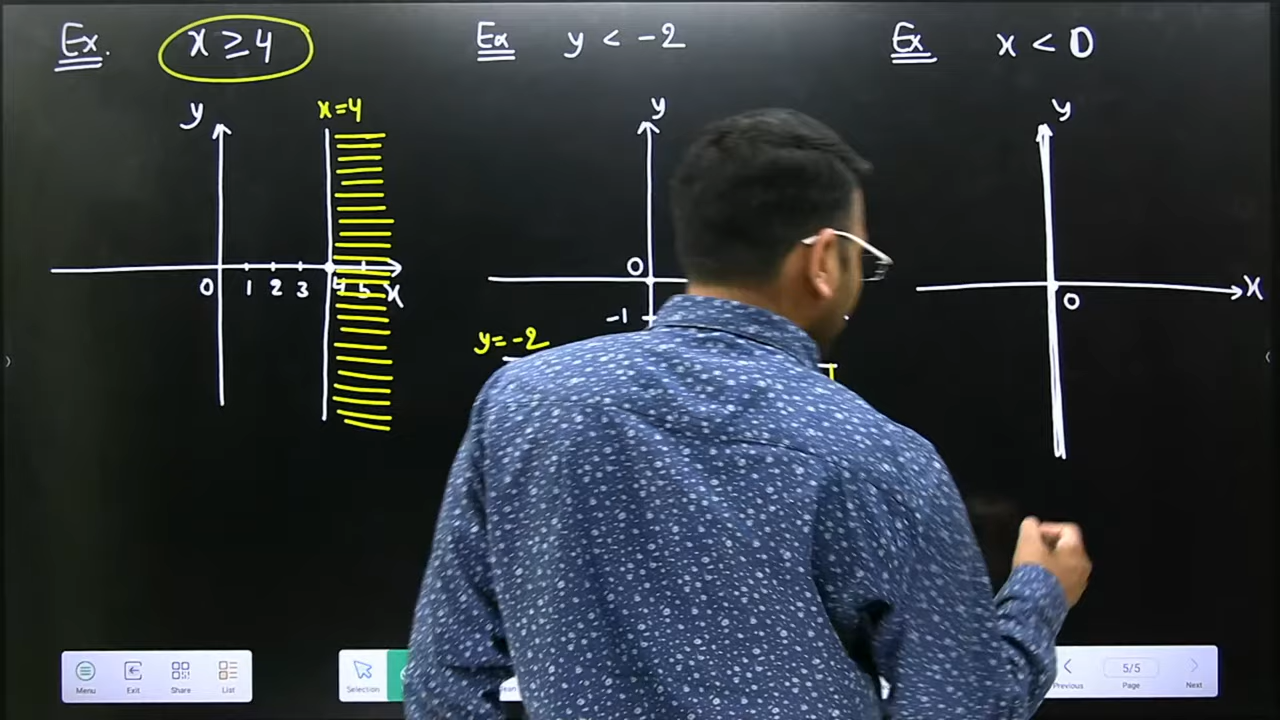 Ex. x ≥ 4
y
x=4
0 1 2 3 4 5 x
Ex y < -2
y
0
-1
y = -2
Ex x < 0
y
x
0
Menu Exit Share List
Selection
Previous 5/5 Page Next